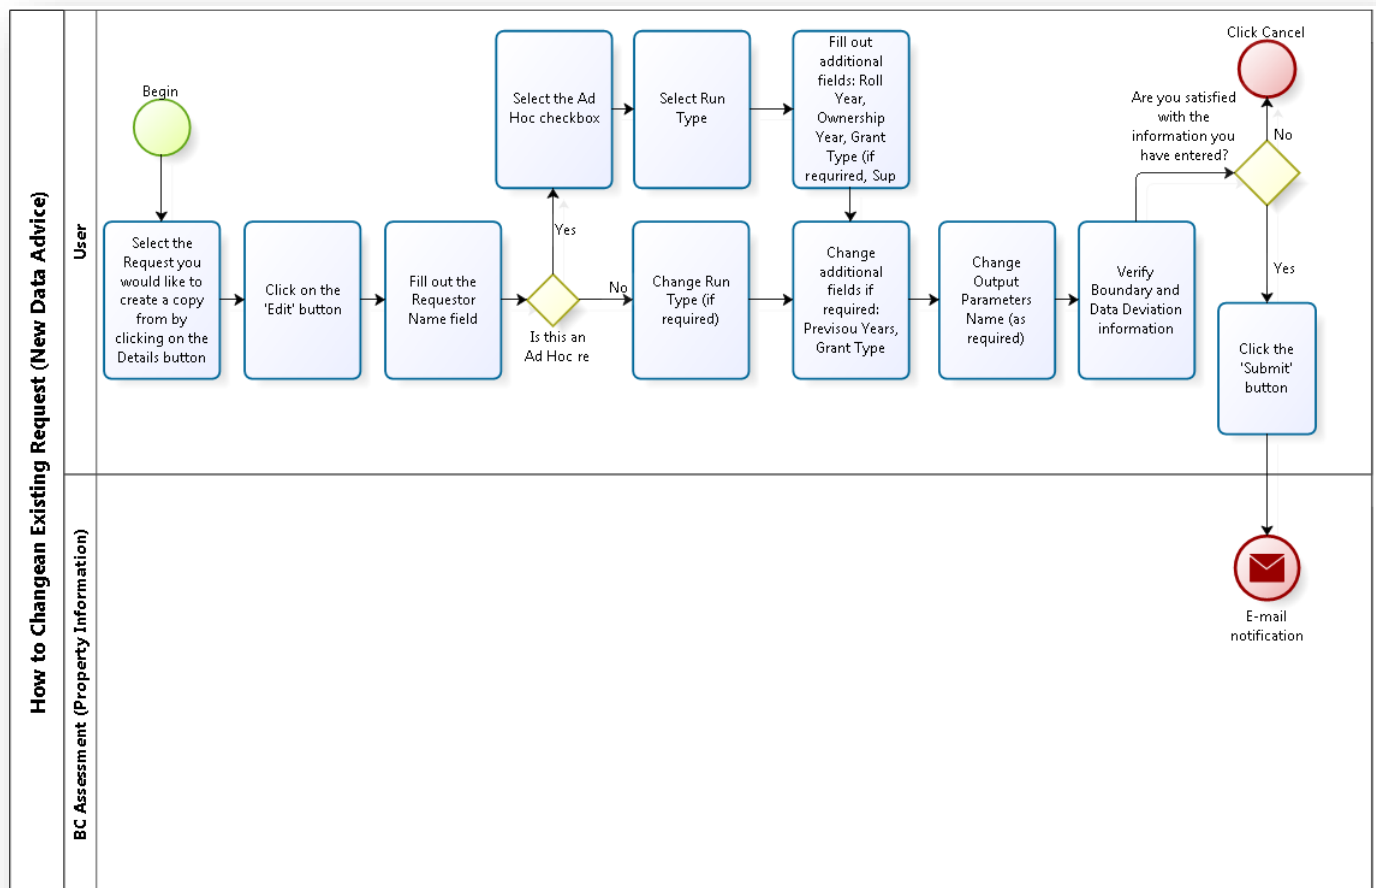 How to Changean Existing Request (New Data Advice)
User
BC Assessment (Property Information)
Begin
Select the
Request you
would like to
create a copy
from by
clicking on the
Details button
Click on the
'Edit' button
Fill out the
Requestor
Name field
Is this an
Ad Hoc re
Yes
No
Select the Ad
Hoc checkbox
Select Run
Type
Fill out
additional
fields: Roll
Year,
Ownership
Year, Grant
Type (if
requrired, Sup
Change Run
Type (if
required)
Change
additional
fields if
required:
Previsou Years,
Grant Type
Change
Output
Parameters
Name (as
required)
Verify
Boundary and
Data Deviation
information
Are you satisfied
with the
information you
have entered?
No
Click Cancel
Yes
Click the
'Submit'
button
E-mail
notification